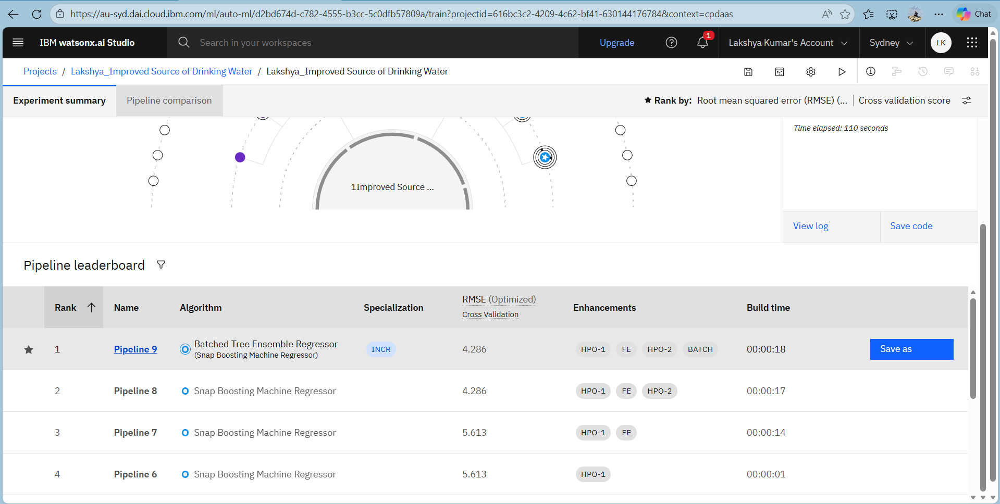 https://au-syd.dai.cloud.ibm.com/ml/auto-ml/d2bd674d-c782-4555-b3cc-5c0dfb57809a/train?projectid=616bc3c2-4209-4c62-bf41-630144176784&context=cpdaas
Chat
IBM watsonx.ai Studio
Search in your workspaces
Upgrade
1
Lakshya Kumar's Account
Sydney
LK
Projects / Lakshya_Improved Source of Drinking Water / Lakshya_Improved Source of Drinking Water
Experiment summary
Pipeline comparison
Rank by: Root mean squared error (RMSE) (... | Cross validation score
Time elapsed: 110 seconds
1Improved Source ...
View log
Save code
Pipeline leaderboard
Rank Name Algorithm Specialization RMSE (Optimized) Enhancements Build time
Cross Validation
1 Pipeline 9 Batched Tree Ensemble Regressor INCR 4.286 HPO-1 FE HPO-2 BATCH 00:00:18 Save as
(Snap Boosting Machine Regressor)
2 Pipeline 8 Snap Boosting Machine Regressor 4.286 HPO-1 FE HPO-2 00:00:17
3 Pipeline 7 Snap Boosting Machine Regressor 5.613 HPO-1 FE 00:00:14
4 Pipeline 6 Snap Boosting Machine Regressor 5.613 HPO-1 00:00:01